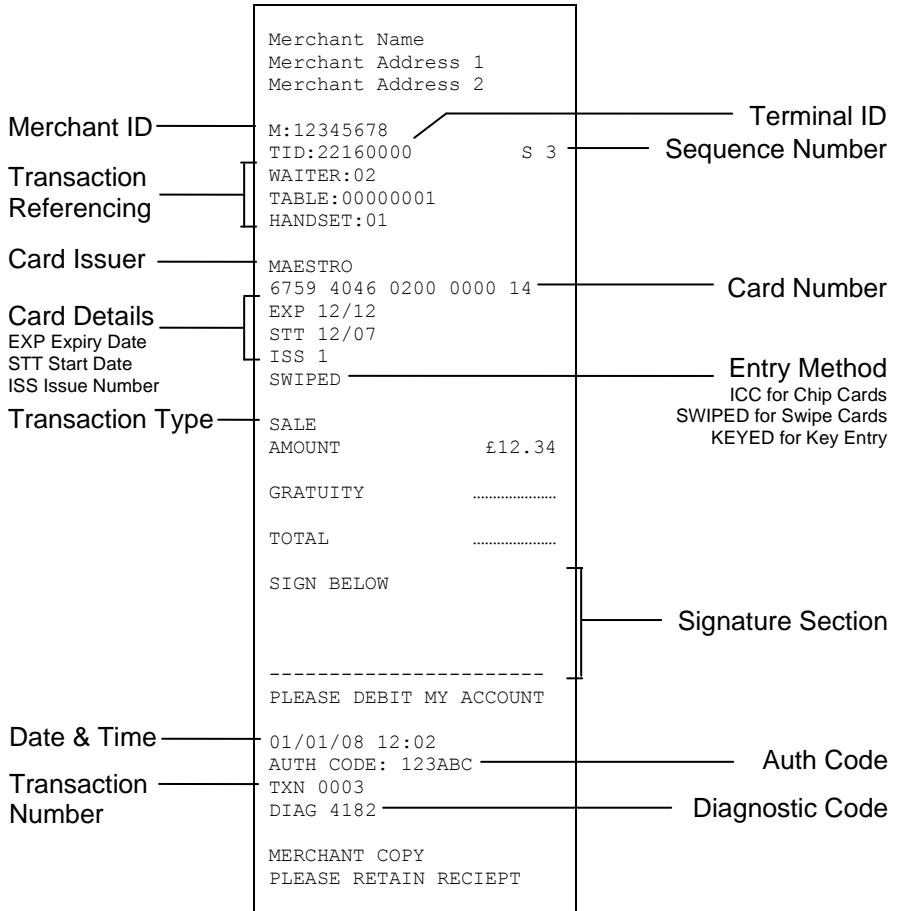 Merchant Name
Merchant Address 1
Merchant Address 2
Merchant ID
M:12345678
Terminal ID
TID:22160000 S 3
Sequence Number
Transaction
Referencing
WAITER:02
TABLE:00000001
HANDSET:01
Card Issuer
MAESTRO
6759 4046 0200 0000 14
Card Number
Card Details
EXP Expiry Date
STT Start Date
ISS Issue Number
EXP 12/12
STT 12/07
ISS 1
SWIPED
Entry Method
ICC for Chip Cards
SWIPED for Swipe Cards
KEYED for Key Entry
Transaction Type
SALE
AMOUNT £12.34
GRATUITY .....................
TOTAL .....................
SIGN BELOW
Signature Section
-----------------------
PLEASE DEBIT MY ACCOUNT
Date & Time
01/01/08 12:02
AUTH CODE: 123ABC
Auth Code
Transaction
Number
TXN 0003
DIAG 4182
Diagnostic Code
MERCHANT COPY
PLEASE RETAIN RECIEPT